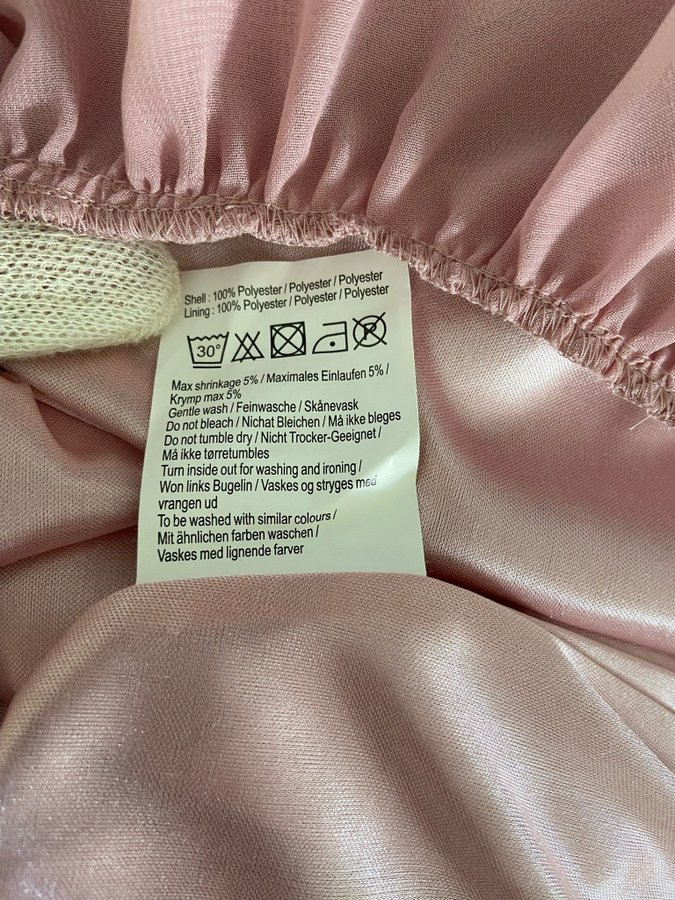 Shell : 100% Polyester / Polyester / Polyester
Lining : 100% Polyester / Polyester / Polyester
30°
P
Max shrinkage 5% / Maximales Einlaufen 5% /
Krymp max 5%
Gentle wash / Feinwasche / Skånevask
Do not bleach / Nichat Bleichen / Må ikke bleges
Do not tumble dry / Nicht Trocker-Geeignet /
Må ikke tørretumbles
Turn inside out for washing and ironing /
Won links Bugelin / Vaskes og stryges med
vrangen ud
To be washed with similar colours /
Mit ähnlichen farben waschen /
Vaskes med lignende farver